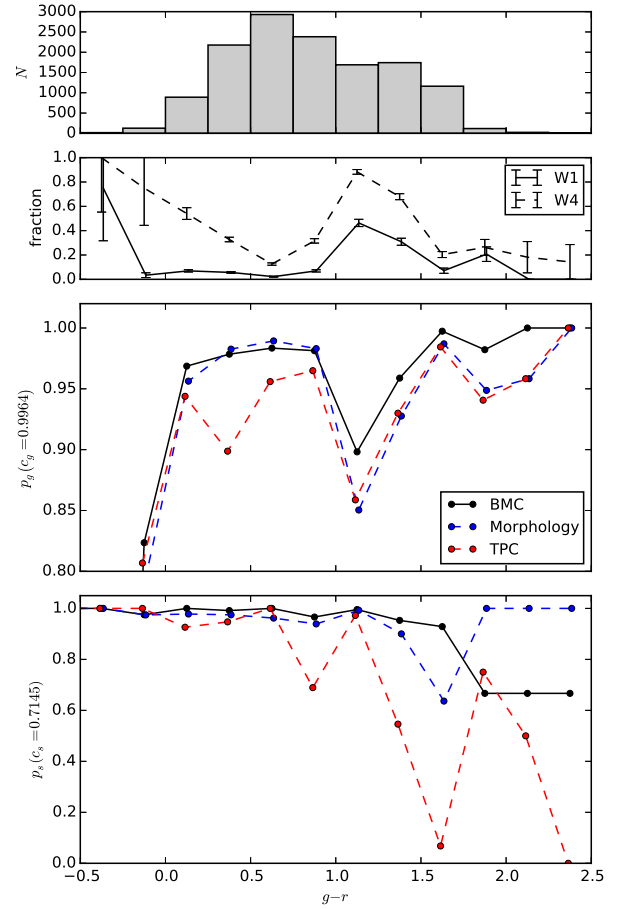 3000
2500
2000
1500
1000
500
0
N
1.0
0.8
0.6
0.4
0.2
0.0
fraction
W1
W4
1.00
0.95
0.90
0.85
0.80
p_g (c_g = 0.9964)
BMC
Morphology
TPC
1.0
0.8
0.6
0.4
0.2
0.0
p_s (c_s = 0.7145)
−0.5 0.0 0.5 1.0 1.5 2.0 2.5
g−r